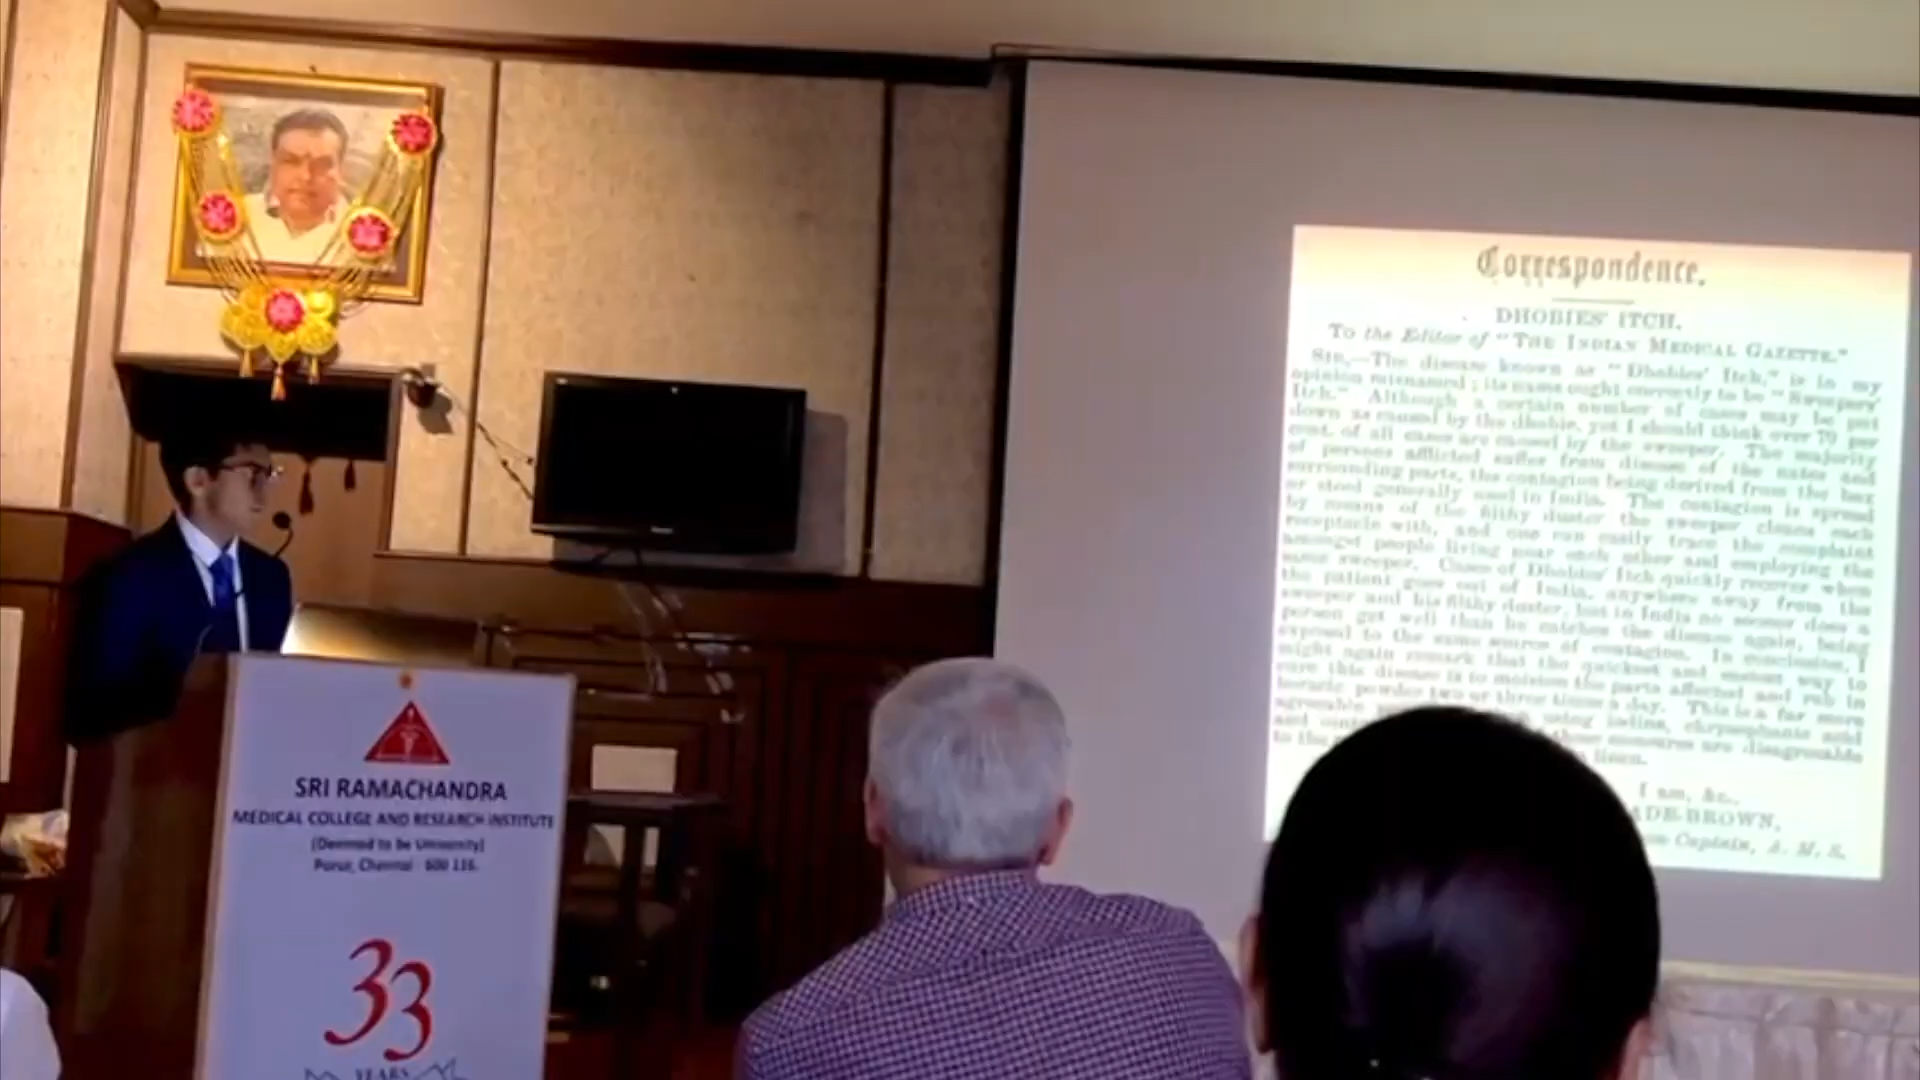 SRI RAMACHANDRA
MEDICAL COLLEGE AND RESEARCH INSTITUTE
(Deemed to be University)
Porur, Chennai - 600 116.
33
YEARS
Correspondence.
DHOBIES' ITCH.
To the Editor of "THE INDIAN MEDICAL GAZETTE."
Sir,—The disease known as "Dhobies' Itch," is in my
opinion misnamed; its name ought correctly to be "Sweepers'
Itch." Although a certain number of cases may be put
down as caused by the dhobie, yet I should think over 70 per
cent. of all cases are caused by the sweeper. The majority
of persons afflicted suffer from disease of the nates and
surrounding parts, the contagion being derived from the box
or stool generally used in India. The contagion is spread
by means of the filthy duster the sweeper cleans each
receptacle with, and one can easily trace the complaint
amongst people living near each other and employing the
same sweeper. Cases of Dhobies' Itch quickly recover when
the patient goes out of India, anywhere away from the
sweeper and his filthy duster, but in India no sooner does a
person get well than he catches the disease again, being
exposed to the same source of contagion. In conclusion, I
might again remark that the quickest and easiest way to
cure this disease is to moisten the parts affected and rub in
boracic powder two or three times a day. This is a far more
agreeable using iodine, chrysophanic acid
and these are disagreeable
to the linen.
I am, &c.,
ADE-BROWN,
Captain, A. M. S.